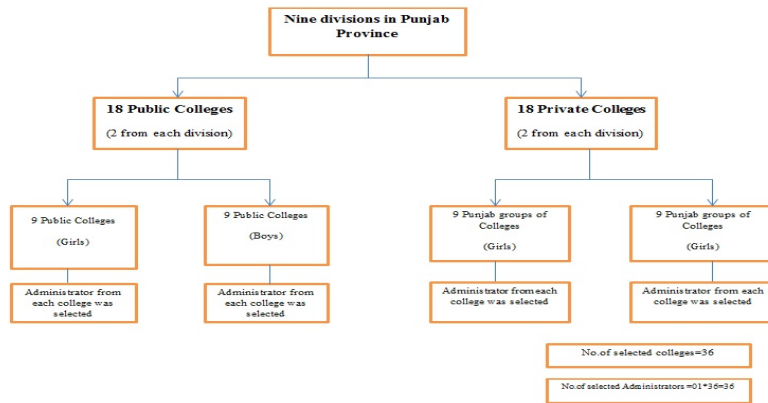 Nine divisions in Punjab
Province
18 Public Colleges
(2 from each division)
18 Private Colleges
(2 from each division)
9 Public Colleges
(Girls)
9 Public Colleges
(Boys)
9 Punjab groups of
Colleges
(Girls)
9 Punjab groups of
Colleges
(Girls)
Administrator from
each college was
selected
Administrator from
each college was
selected
Administrator from each
college was selected
Administrator from each
college was selected
No.of selected colleges=36
No.of selected Administrators =01*36=36